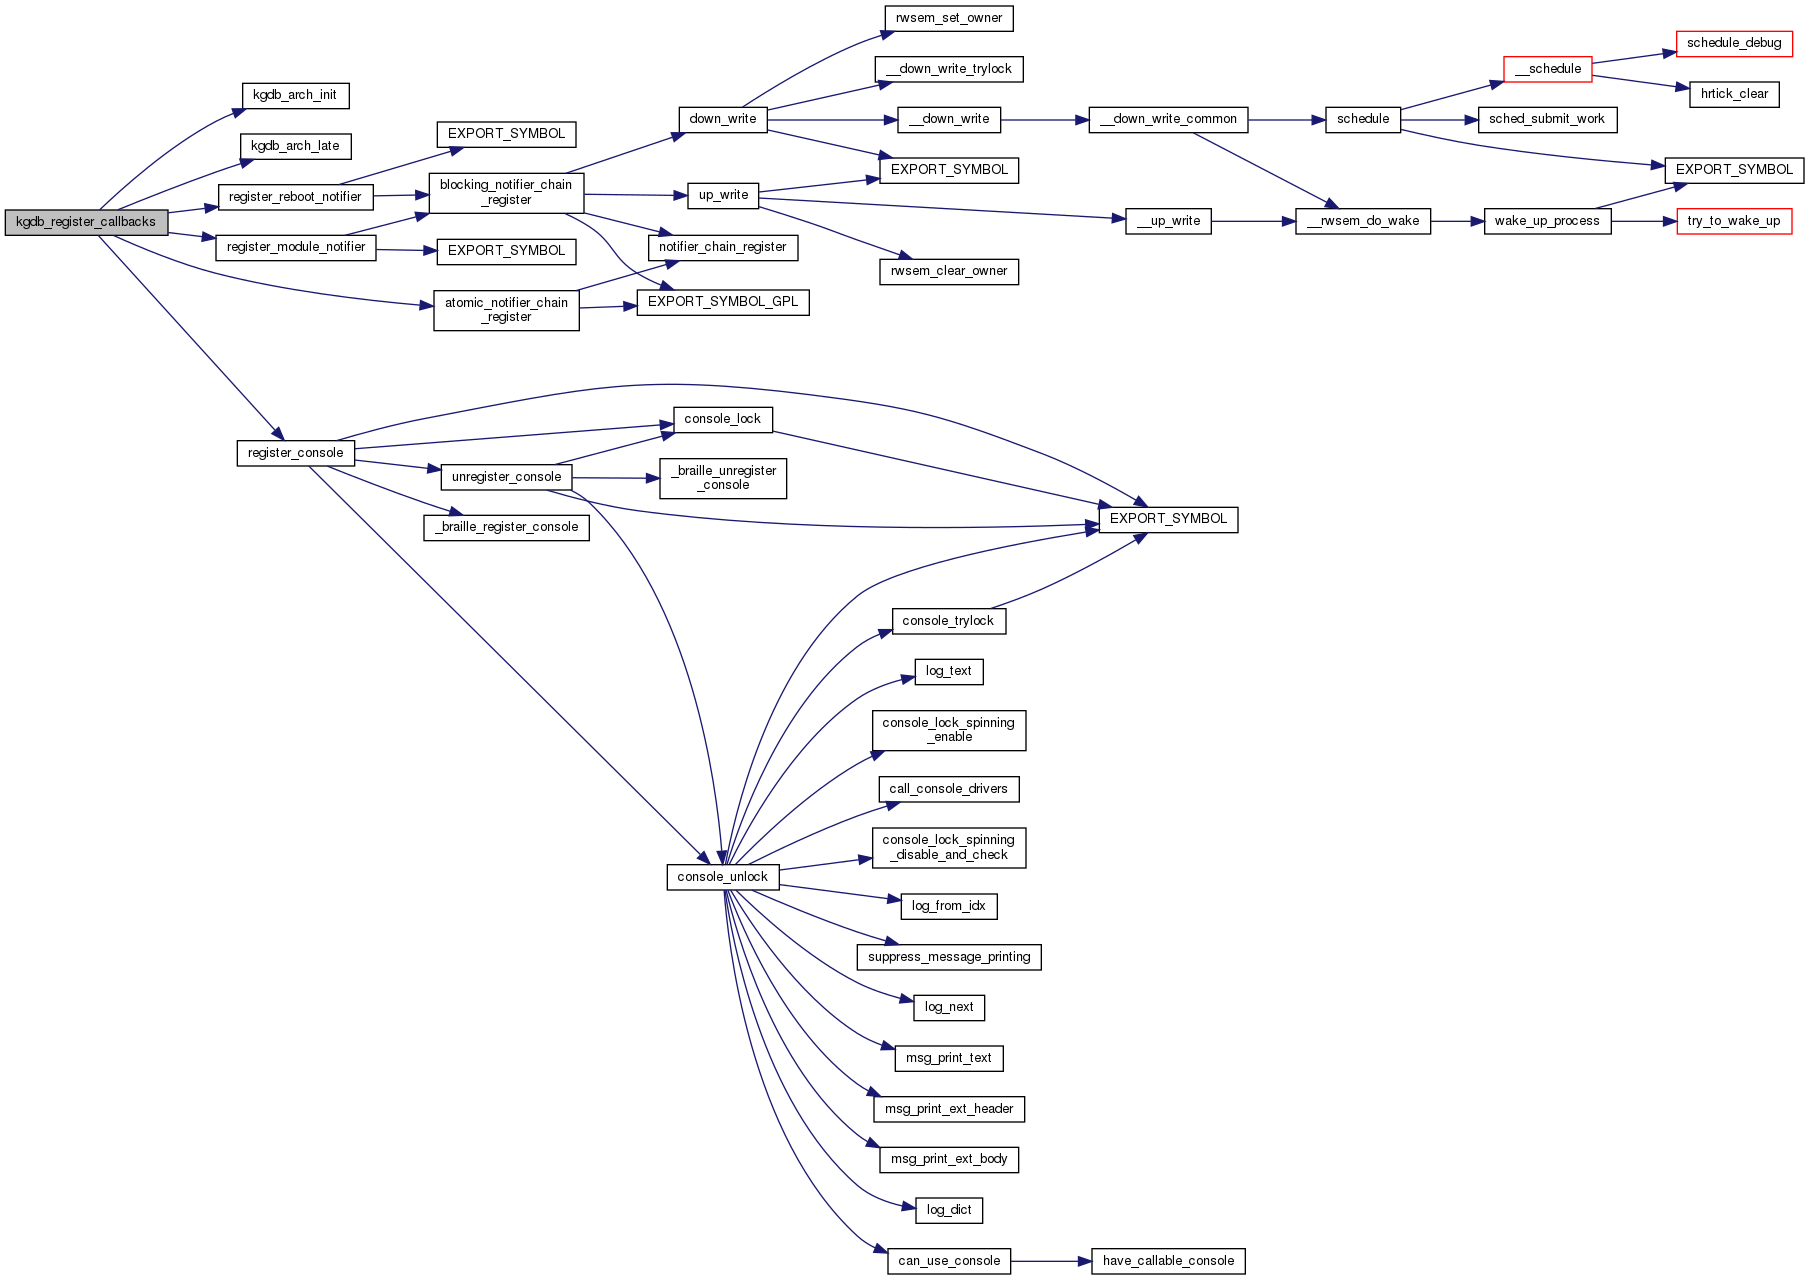 rwsem_set_owner
schedule_debug
__down_write_trylock
__schedule
kgdb_arch_init
hrtick_clear
down_write
__down_write
__down_write_common
schedule
sched_submit_work
EXPORT_SYMBOL
kgdb_arch_late
EXPORT_SYMBOL
EXPORT_SYMBOL
register_reboot_notifier
blocking_notifier_chain
_register
up_write
kgdb_register_callbacks
__up_write
__rwsem_do_wake
wake_up_process
try_to_wake_up
register_module_notifier
EXPORT_SYMBOL
notifier_chain_register
rwsem_clear_owner
atomic_notifier_chain
_register
EXPORT_SYMBOL_GPL
console_lock
register_console
unregister_console
_braille_unregister
_console
_braille_register_console
EXPORT_SYMBOL
console_trylock
log_text
console_lock_spinning
_enable
call_console_drivers
console_lock_spinning
_disable_and_check
console_unlock
log_from_idx
suppress_message_printing
log_next
msg_print_text
msg_print_ext_header
msg_print_ext_body
log_dict
can_use_console
have_callable_console